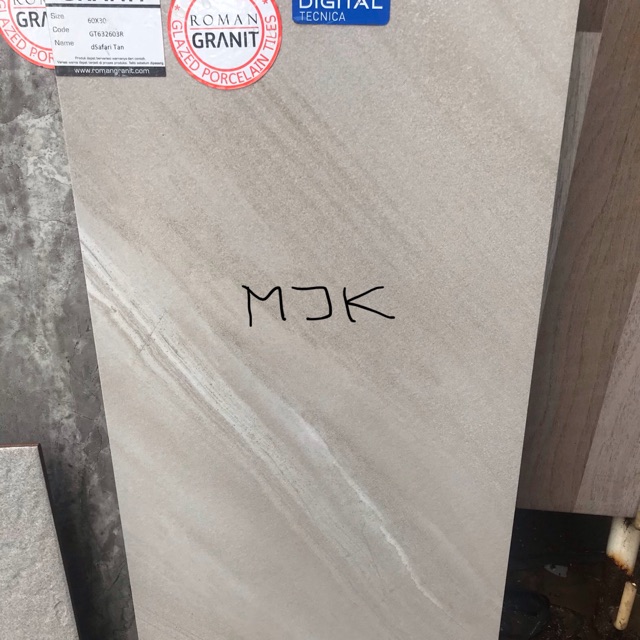 Size 60X30
Code GT632603R
Name dSafari Tan
www.romangranit.com
ROMAN
GRANIT
GLAZED PORCELAIN TILES
DIGITAL
TECNICA
MJK